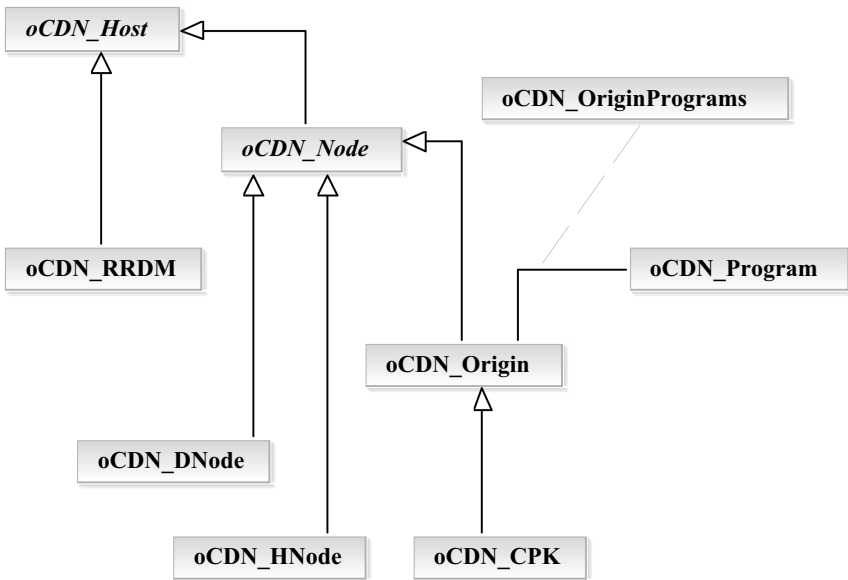 oCDN_Host
oCDN_OriginPrograms
oCDN_Node
oCDN_RRDM
oCDN_Program
oCDN_Origin
oCDN_DNode
oCDN_HNode
oCDN_CPK